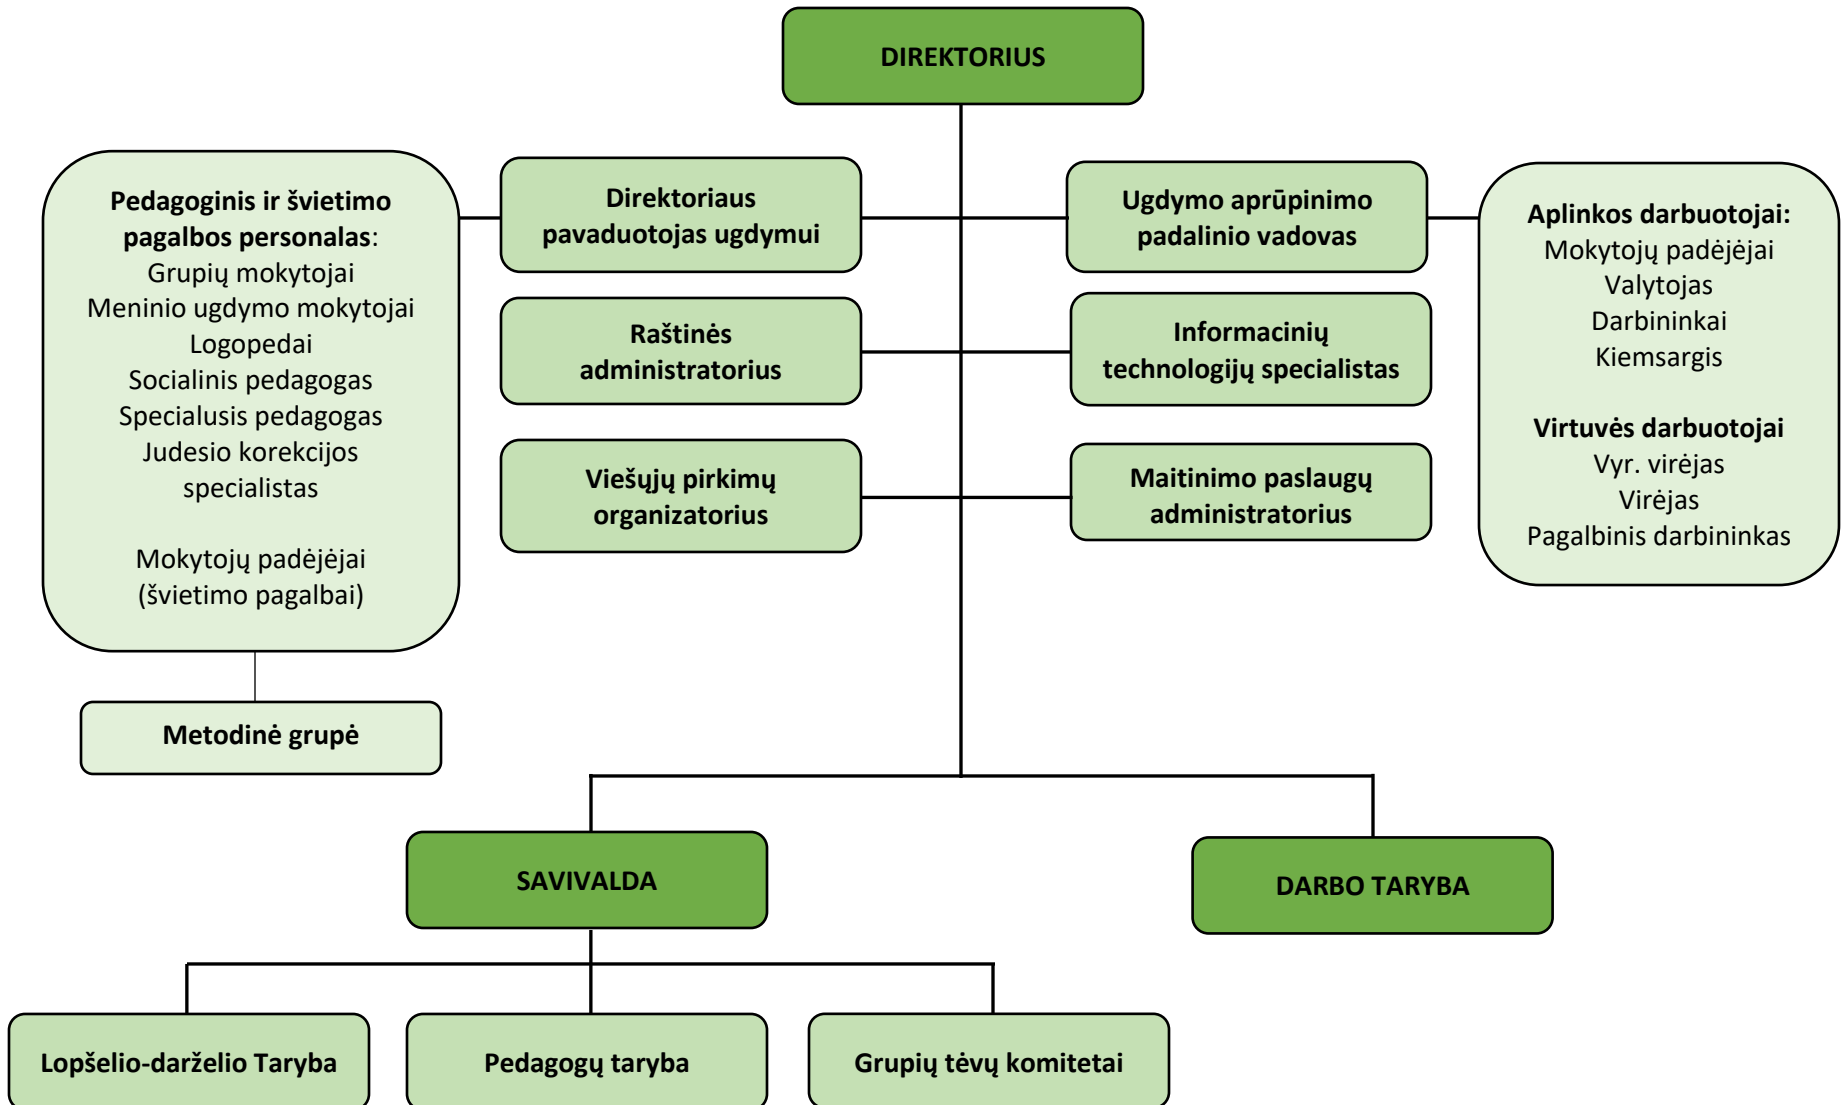 DIREKTORIUS
Pedagoginis ir švietimo
pagalbos personalas:
Grupių mokytojai
Meninio ugdymo mokytojai
Logopedai
Socialinis pedagogas
Specialusis pedagogas
Judesio korekcijos
specialistas
Mokytojų padėjėjai
(švietimo pagalbai)
Direktoriaus
pavaduotojas ugdymui
Ugdymo aprūpinimo
padalinio vadovas
Aplinkos darbuotojai:
Mokytojų padėjėjai
Valytojas
Darbininkai
Kiemsargis
Virtuvės darbuotojai
Vyr. virėjas
Virėjas
Pagalbinis darbininkas
Raštinės
administratorius
Informacinių
technologijų specialistas
Viešųjų pirkimų
organizatorius
Maitinimo paslaugų
administratorius
Metodinė grupė
SAVIVALDA
DARBO TARYBA
Lopšelio-darželio Taryba
Pedagogų taryba
Grupių tėvų komitetai